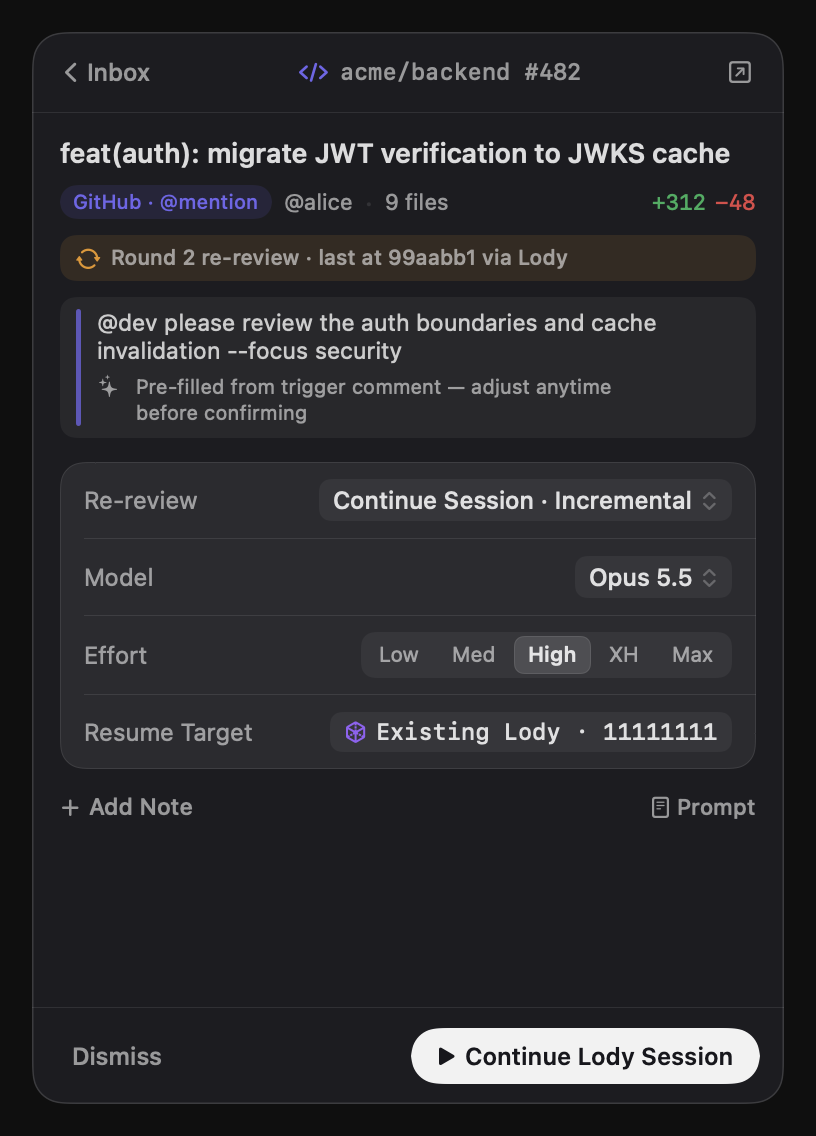 Inbox
</> acme/backend #482
feat(auth): migrate JWT verification to JWKS cache
GitHub · @mention @alice · 9 files +312 −48
Round 2 re-review · last at 99aabb1 via Lody
@dev please review the auth boundaries and cache
invalidation --focus security
Pre-filled from trigger comment — adjust anytime
before confirming
Re-review Continue Session · Incremental
Model Opus 5.5
Effort Low Med High XH Max
Resume Target Existing Lody · 11111111
+ Add Note Prompt
Dismiss Continue Lody Session